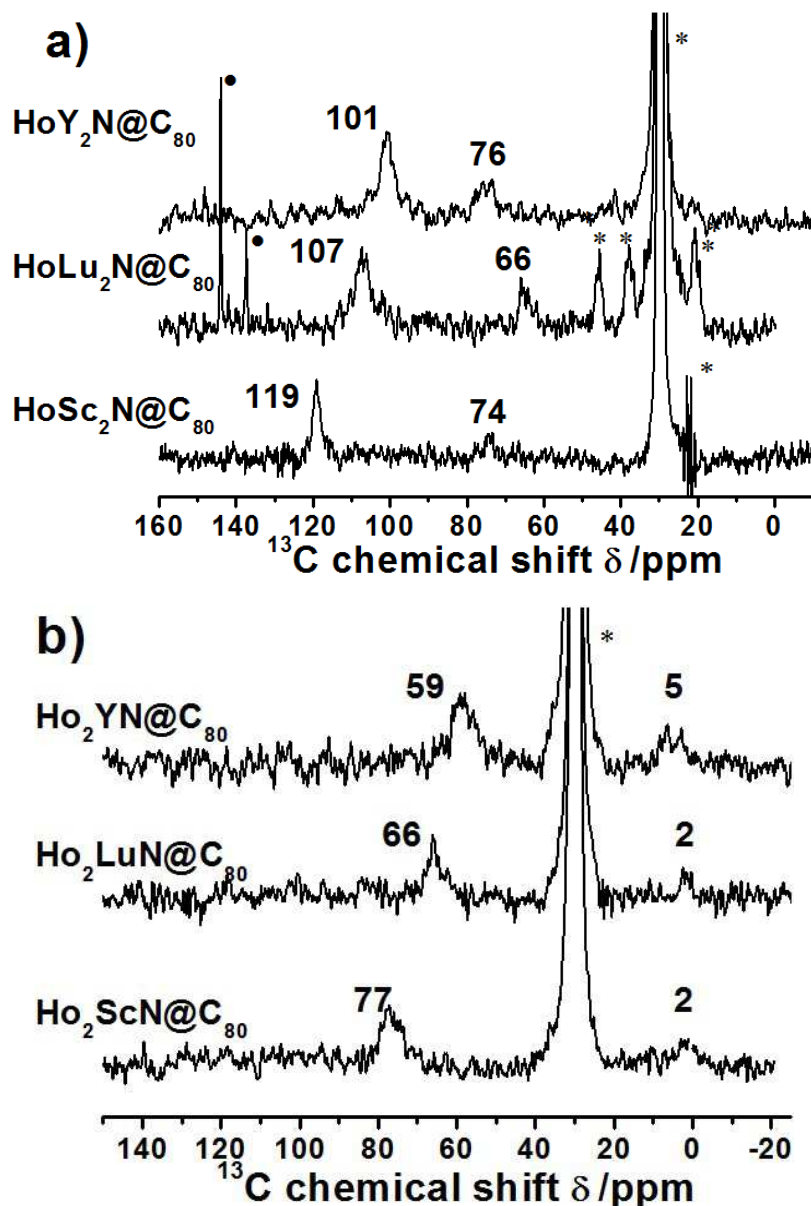 a)
*
•
HoY₂N@C₈₀
101
76
•
HoLu₂N@C₈₀
107
66
* * *
HoSc₂N@C₈₀
119
74
*
160 140 120 100 80 60 40 20 0
¹³C chemical shift δ /ppm
b)
*
Ho₂YN@C₈₀
59
5
Ho₂LuN@C₈₀
66
2
Ho₂ScN@C₈₀
77
2
140 120 100 80 60 40 20 0 -20
¹³C chemical shift δ /ppm